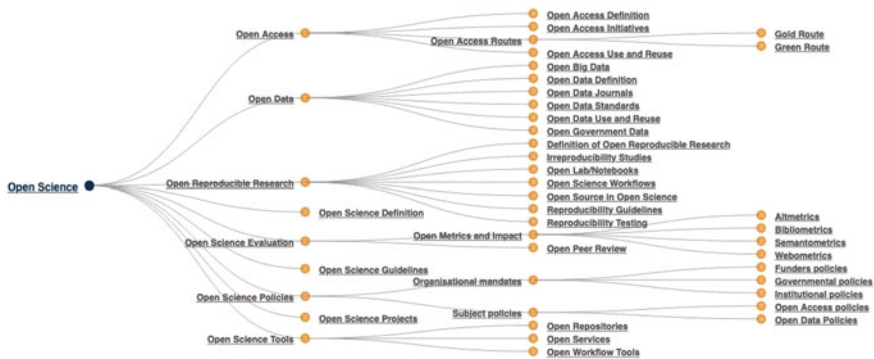 Open Science
Open Access
Open Access Definition
Open Access Initiatives
Open Access Routes
Gold Route
Green Route
Open Access Use and Reuse
Open Data
Open Big Data
Open Data Definition
Open Data Journals
Open Data Standards
Open Data Use and Reuse
Open Government Data
Open Reproducible Research
Definition of Open Reproducible Research
Irreproducibility Studies
Open Lab/Notebooks
Open Science Workflows
Open Source in Open Science
Reproducibility Guidelines
Reproducibility Testing
Open Science Definition
Open Science Evaluation
Open Metrics and Impact
Altmetrics
Bibliometrics
Semantometrics
Webometrics
Open Peer Review
Open Science Guidelines
Open Science Policies
Organisational mandates
Funders policies
Governmental policies
Institutional policies
Subject policies
Open Access policies
Open Data Policies
Open Science Projects
Open Science Tools
Open Repositories
Open Services
Open Workflow Tools